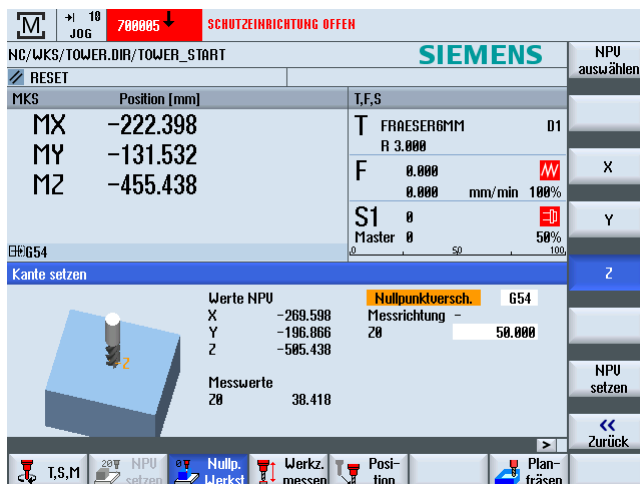 M →| 10 JOG 700005 SCHUTZEINRICHTUNG OFFEN
NC/WKS/TOWER.DIR/TOWER_START SIEMENS
RESET
MKS Position [mm]
MX -222.398
MY -131.532
MZ -455.438
G54
T,F,S
T FRAESER6MM D1
R 3.000
F 0.000
0.000 mm/min 100%
S1 0
Master 0 50%
0 50 100
Kante setzen
Z
Werte NPV
X -269.598
Y -196.866
Z -505.438
Messwerte
Z0 38.418
Nullpunktversch. G54
Messrichtung -
Z0 50.000
NPV
auswählen
X
Y
Z
NPV
setzen
«
Zurück
>
T,S,M
NPV
setzen
Nullp.
Werkst.
Werkz.
messen
Posi-
tion
Plan-
fräsen